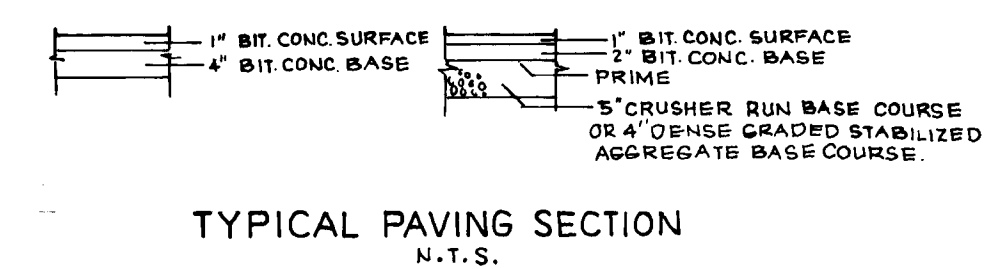 1" BIT. CONC. SURFACE
4" BIT. CONC. BASE
1" BIT. CONC. SURFACE
2" BIT. CONC. BASE
PRIME
5" CRUSHER RUN BASE COURSE
OR 4" DENSE GRADED STABILIZED
AGGREGATE BASE COURSE.
TYPICAL PAVING SECTION
N.T.S.